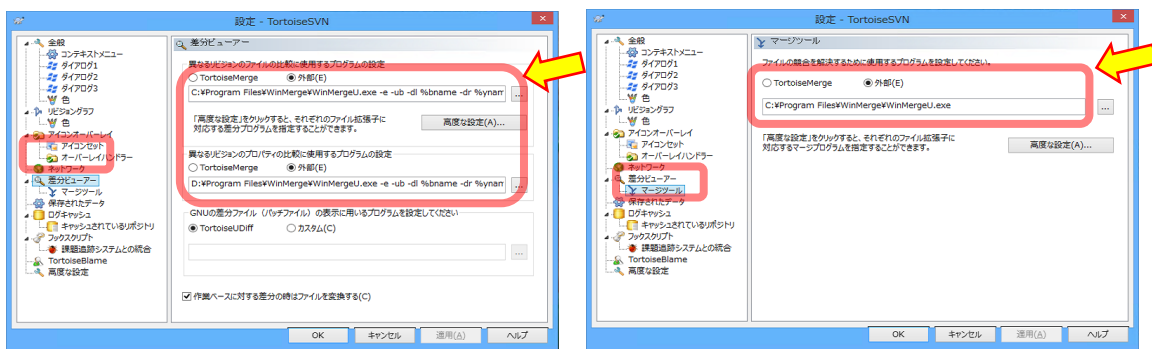 設定 - TortoiseSVN
全般
コンテキストメニュー
ダイアログ1
ダイアログ2
ダイアログ3
色
リビジョングラフ
色
アイコンオーバーレイ
アイコンセット
オーバーレイハンドラー
ネットワーク
差分ビューアー
マージツール
保存されたデータ
ログキャッシュ
キャッシュされているリポジトリ
フックスクリプト
課題追跡システムとの統合
TortoiseBlame
高度な設定
差分ビューアー
異なるリビジョンのファイルの比較に使用するプログラムの設定
TortoiseMerge 外部(E)
C:¥Program Files¥WinMerge¥WinMergeU.exe -e -ub -dl %bname -dr %ynam ...
「高度な設定」をクリックすると、それぞれのファイル拡張子に
対応する差分プログラムを指定することができます。
高度な設定(A)...
異なるリビジョンのプロパティの比較に使用するプログラムの設定
TortoiseMerge 外部(E)
D:¥Program Files¥WinMerge¥WinMergeU.exe -e -ub -dl %bname -dr %ynam ...
GNUの差分ファイル（パッチファイル）の表示に用いるプログラムを設定してください
TortoiseUDiff カスタム(C)
...
作業ベースに対する差分の時はファイルを変換する(C)
OK キャンセル 適用(A) ヘルプ
設定 - TortoiseSVN
全般
コンテキストメニュー
ダイアログ1
ダイアログ2
ダイアログ3
色
リビジョングラフ
色
アイコンオーバーレイ
アイコンセット
オーバーレイハンドラー
ネットワーク
差分ビューアー
マージツール
保存されたデータ
ログキャッシュ
キャッシュされているリポジトリ
フックスクリプト
課題追跡システムとの統合
TortoiseBlame
高度な設定
マージツール
ファイルの競合を解決するために使用するプログラムを設定してください。
TortoiseMerge 外部(E)
C:¥Program Files¥WinMerge¥WinMergeU.exe ...
「高度な設定」をクリックすると、それぞれのファイル拡張子に
対応するマージプログラムを指定することができます。
高度な設定(A)...
OK キャンセル 適用(A) ヘルプ